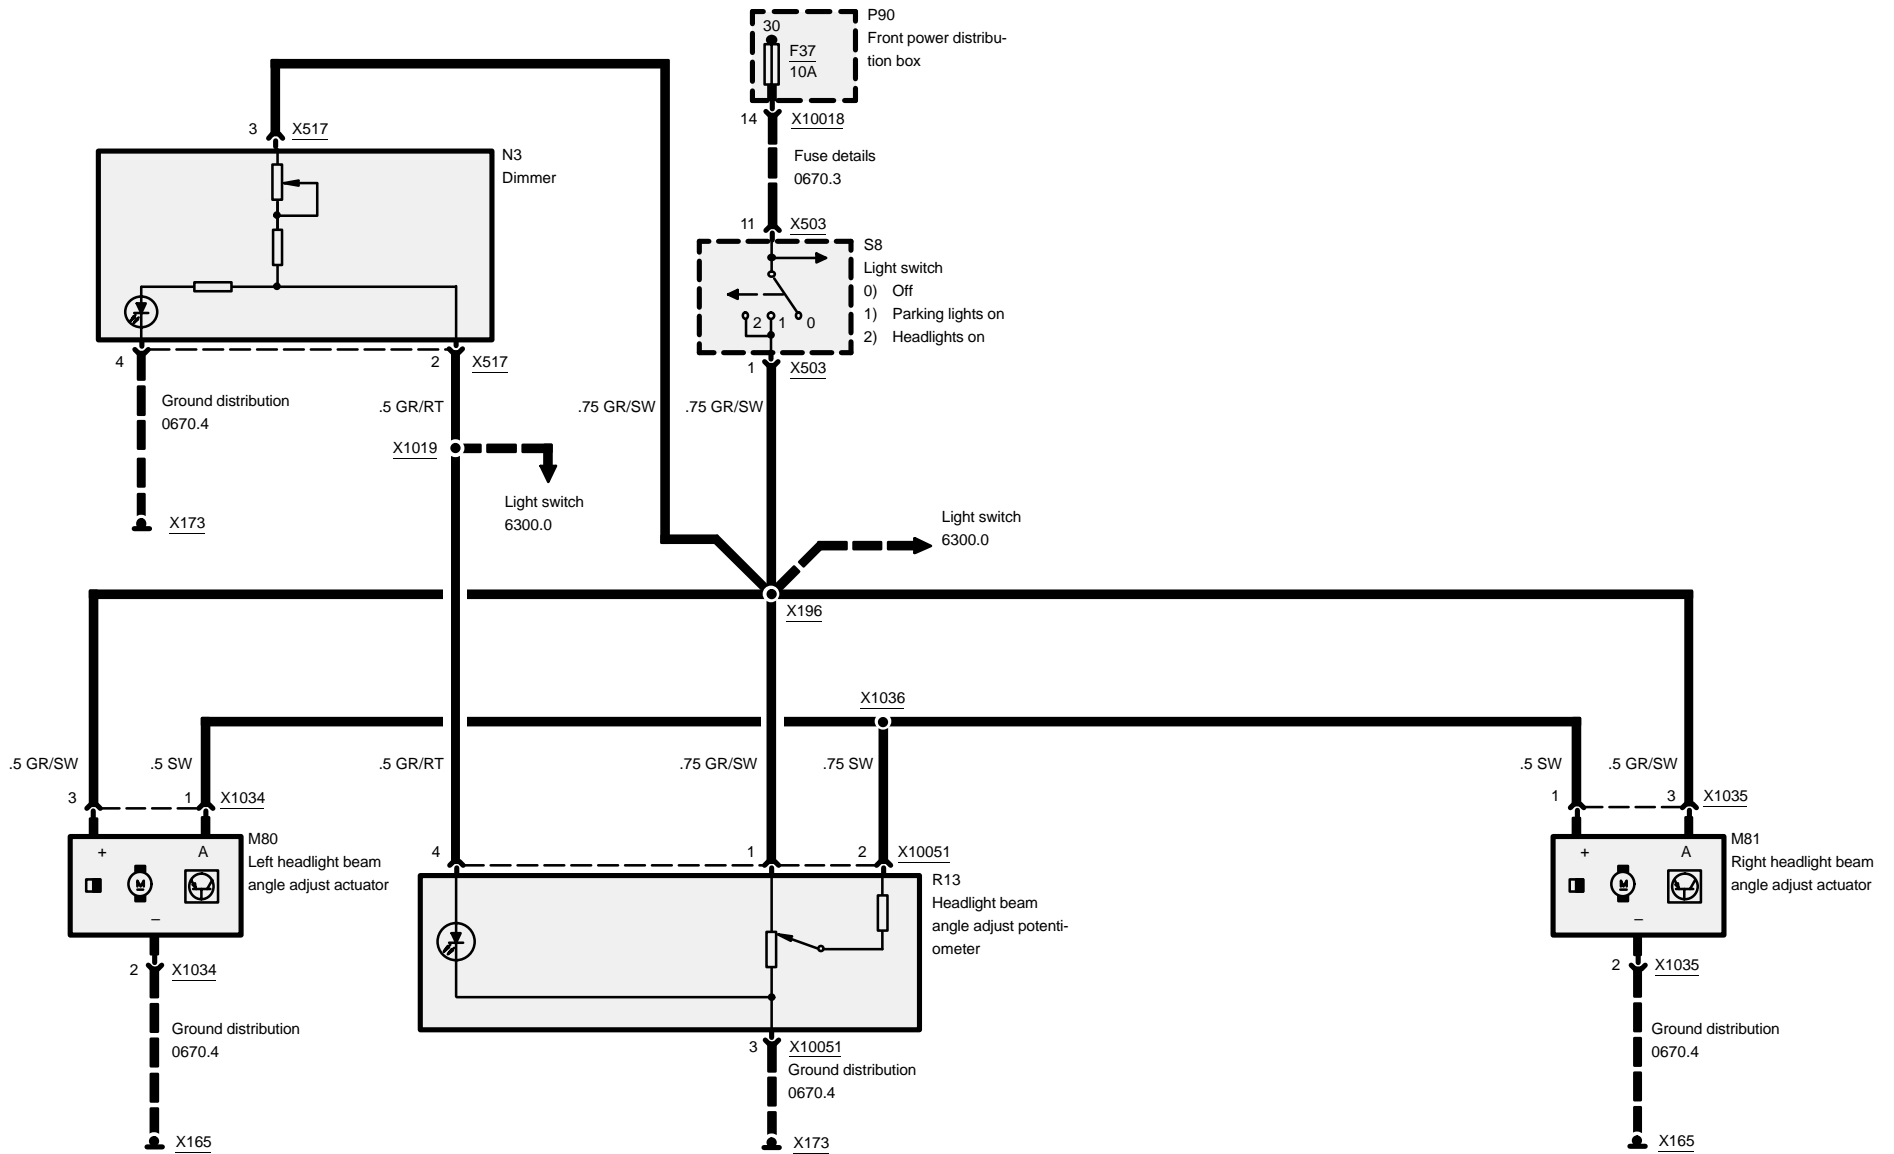 P90
30
Front power distribu-
F37
tion box
10A
14 X10018
3 X517
N3
Dimmer
Fuse details
0670.3
11 X503
S8
Light switch
0) Off
1) Parking lights on
2) Headlights on
2 1 0
4
2 X517
1 X503
Ground distribution
0670.4
.5 GR/RT
.75 GR/SW
.75 GR/SW
X1019
Light switch
6300.0
X173
Light switch
6300.0
X196
X1036
.5 GR/SW
.5 SW
.5 GR/RT
.75 GR/SW
.75 SW
.5 SW
.5 GR/SW
3
1 X1034
1
3 X1035
M80
Left headlight beam
angle adjust actuator
+ A
M
–
4
1
2 X10051
R13
Headlight beam
angle adjust potenti-
ometer
M81
Right headlight beam
angle adjust actuator
+ A
M
–
2 X1034
2 X1035
Ground distribution
0670.4
3 X10051
Ground distribution
0670.4
Ground distribution
0670.4
X165
X173
X165